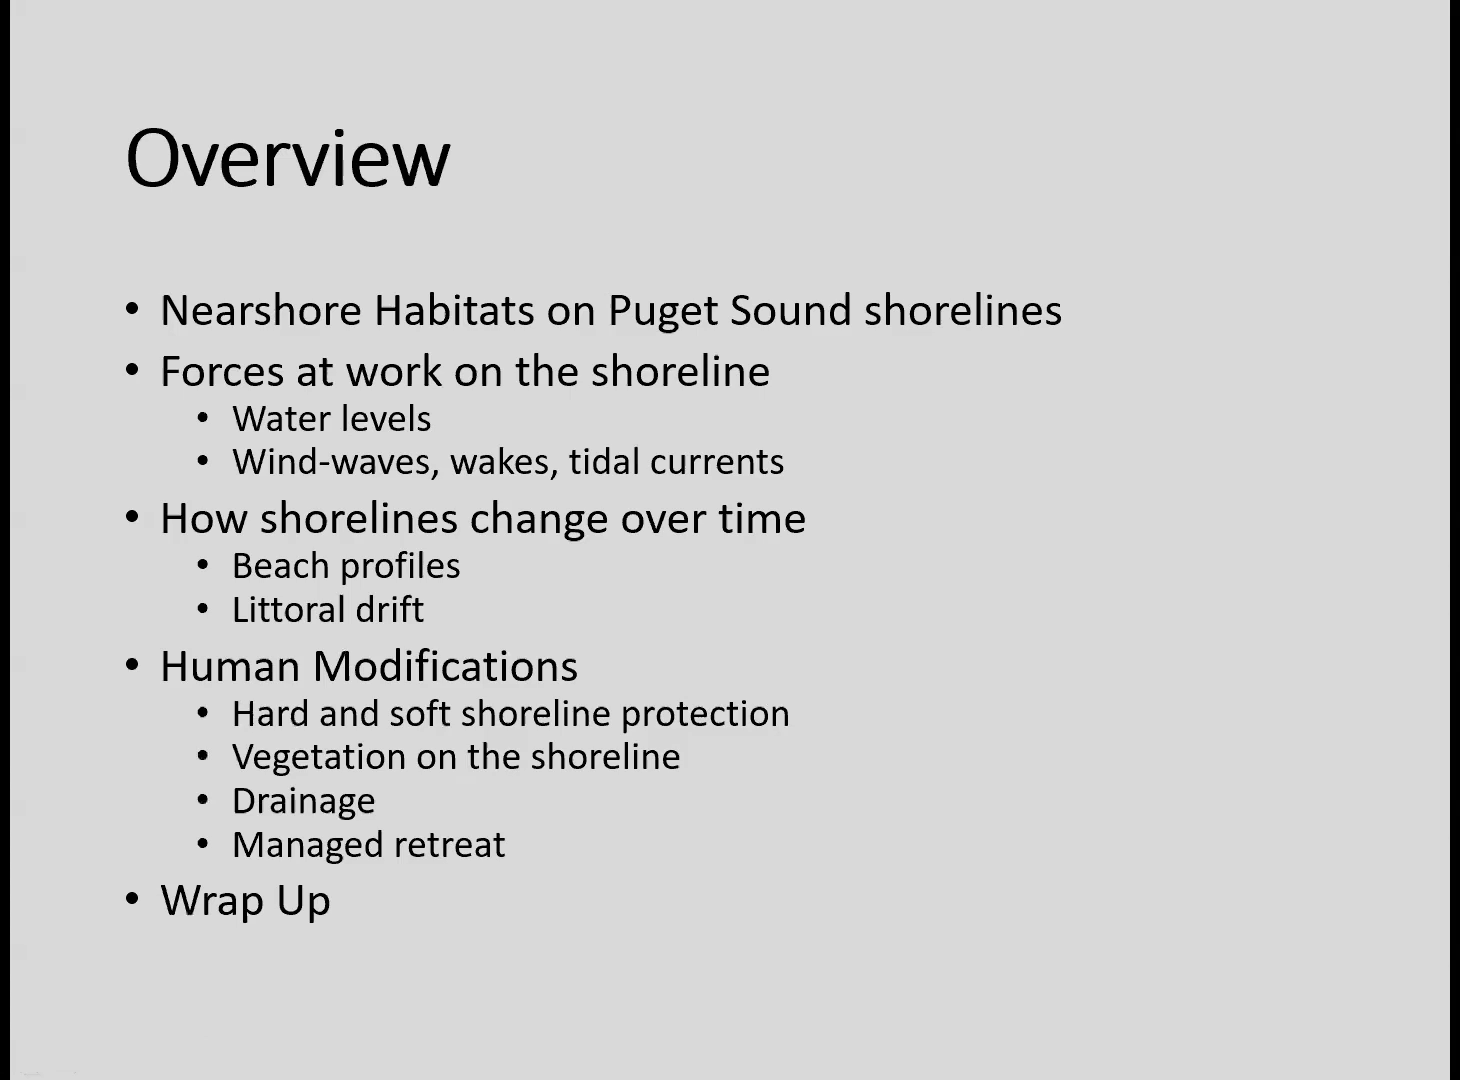 Overview
• Nearshore Habitats on Puget Sound shorelines
• Forces at work on the shoreline
• Water levels
• Wind-waves, wakes, tidal currents
• How shorelines change over time
• Beach profiles
• Littoral drift
• Human Modifications
• Hard and soft shoreline protection
• Vegetation on the shoreline
• Drainage
• Managed retreat
• Wrap Up